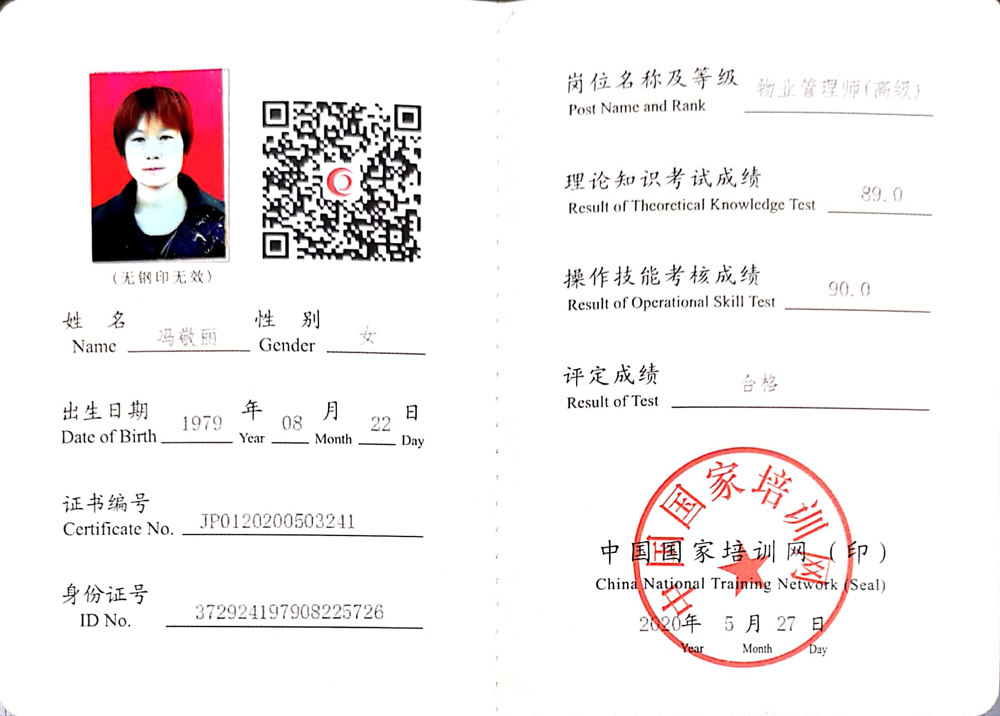 (无钢印无效)
姓 名 冯敬丽 性 别 女
Name Gender
出生日期 1979 年 08 月 22 日
Date of Birth Year Month Day
证书编号
Certificate No. JP0120200503241
身份证号
ID No. 372924197908225726
岗位名称及等级 物业管理师(高级)
Post Name and Rank
理论知识考试成绩 89.0
Result of Theoretical Knowledge Test
操作技能考核成绩 90.0
Result of Operational Skill Test
评定成绩 合格
Result of Test
中国国家培训网
中国国家培训网(印)
China National Training Network (Seal)
2020年 5 月 27 日
Year Month Day